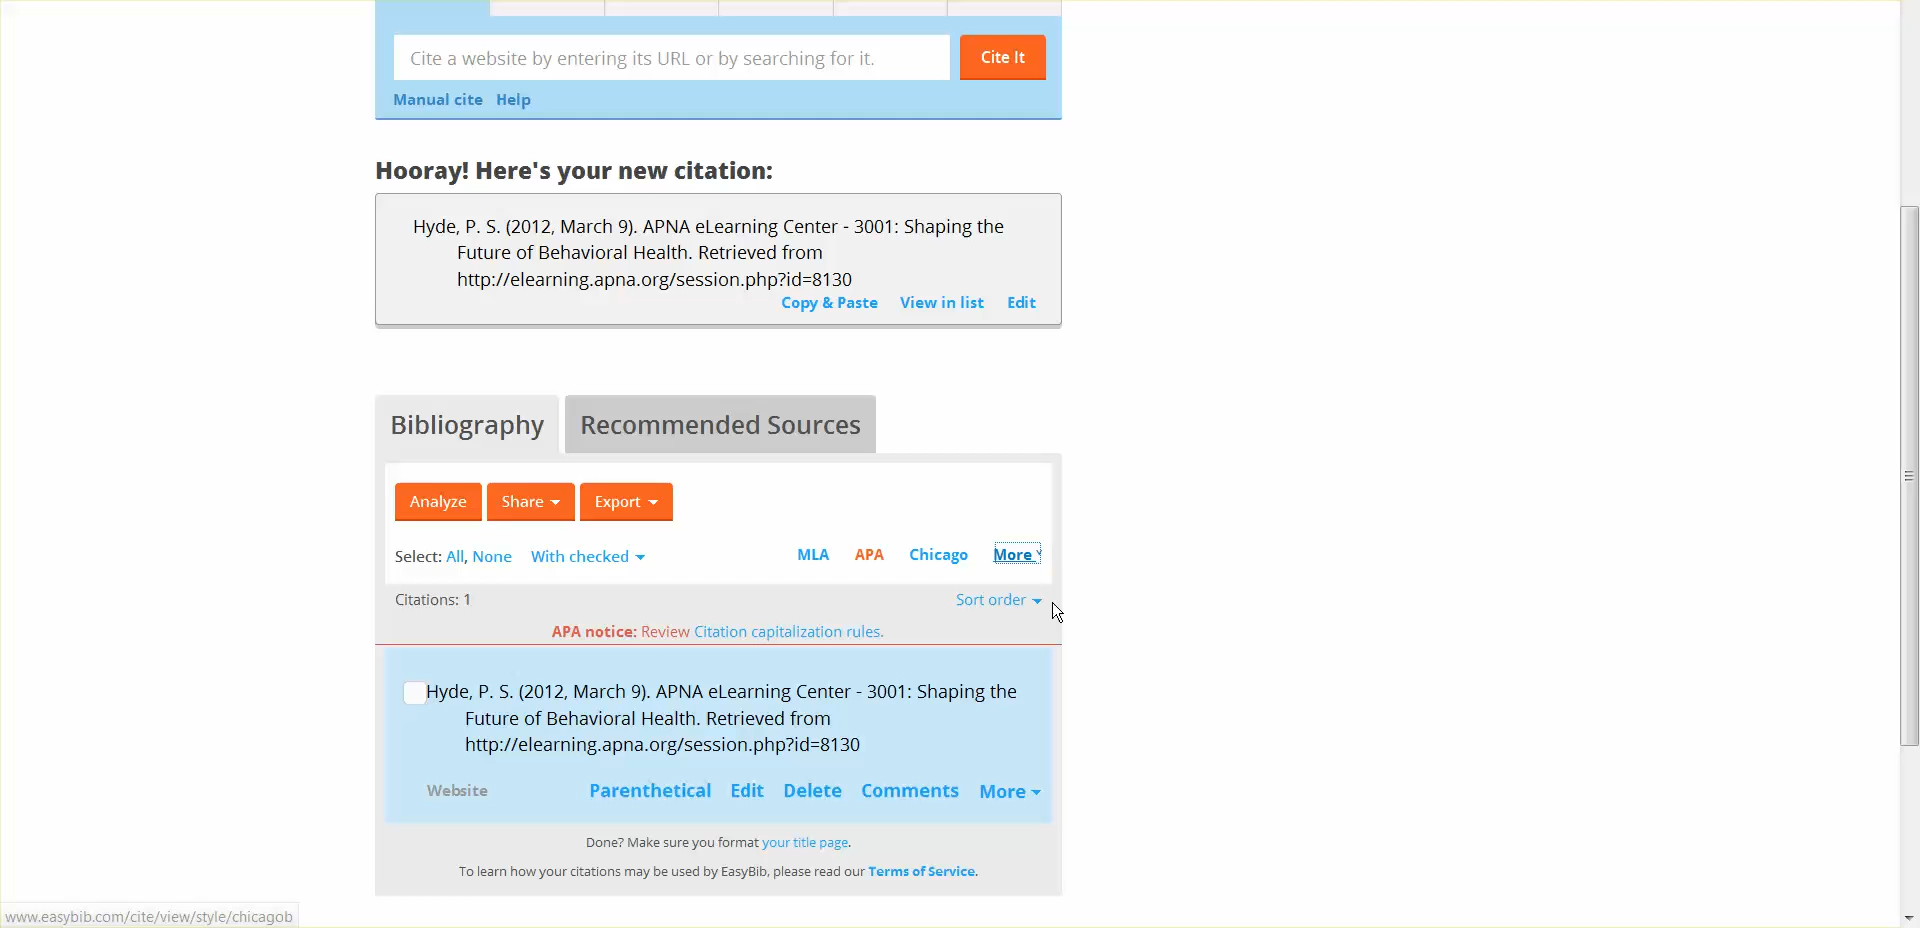 Cite a website by entering its URL or by searching for it.
Cite It
Manual cite Help
Hooray! Here's your new citation:
Hyde, P. S. (2012, March 9). APNA eLearning Center - 3001: Shaping the
Future of Behavioral Health. Retrieved from
http://elearning.apna.org/session.php?id=8130
Copy & Paste View in list Edit
Bibliography Recommended Sources
Analyze Share Export
Select: All, None With checked MLA APA Chicago More
Citations: 1 Sort order
APA notice: Review Citation capitalization rules.
Hyde, P. S. (2012, March 9). APNA eLearning Center - 3001: Shaping the
Future of Behavioral Health. Retrieved from
http://elearning.apna.org/session.php?id=8130
Website Parenthetical Edit Delete Comments More
Done? Make sure you format your title page.
To learn how your citations may be used by EasyBib, please read our Terms of Service.
www.easybib.com/cite/view/style/chicagob